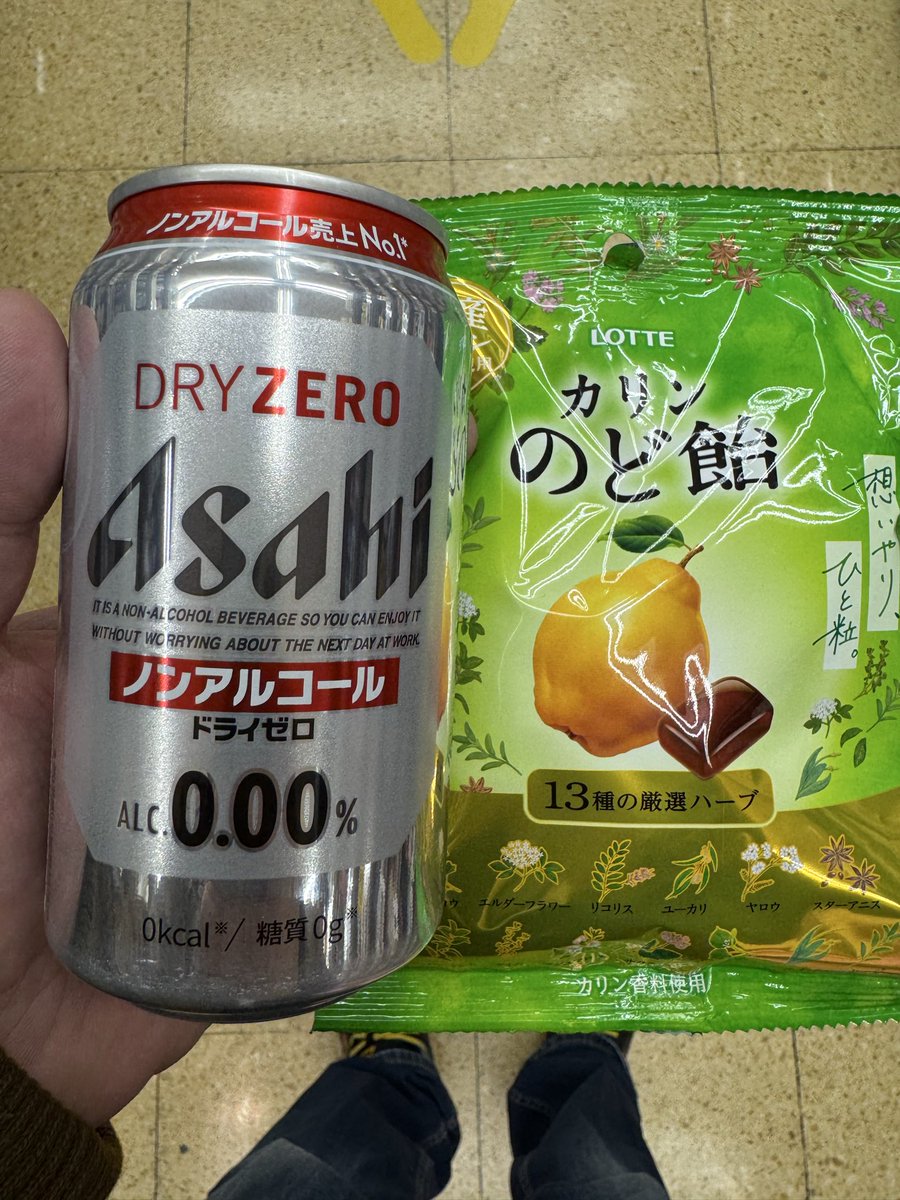 ノンアルコール売上No.1*
DRY ZERO
Asahi
IT IS A NON-ALCOHOL BEVERAGE SO YOU CAN ENJOY IT
WITHOUT WORRYING ABOUT THE NEXT DAY AT WORK.
ノンアルコール
ドライゼロ
ALC.0.00%
0kcal※/ 糖質0g※
LOTTE
カリン
のど飴
想いやり、
ひと粒。
13種の厳選ハーブ
エルダーフラワー
リコリス
ユーカリ
ヤロウ
スターアニス
カリン香料使用